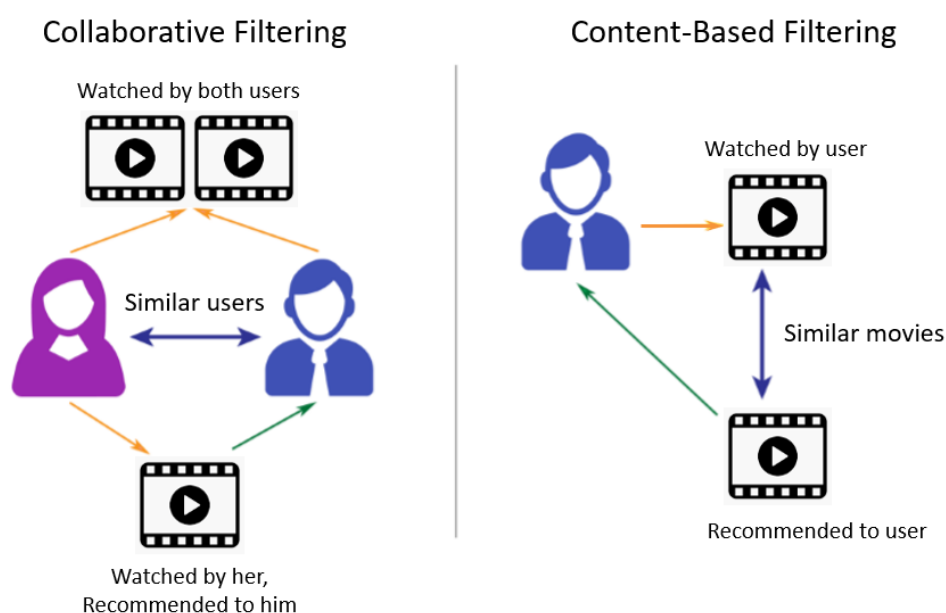 Collaborative Filtering
Watched by both users
Similar users
Watched by her,
Recommended to him
Content-Based Filtering
Watched by user
Similar movies
Recommended to user